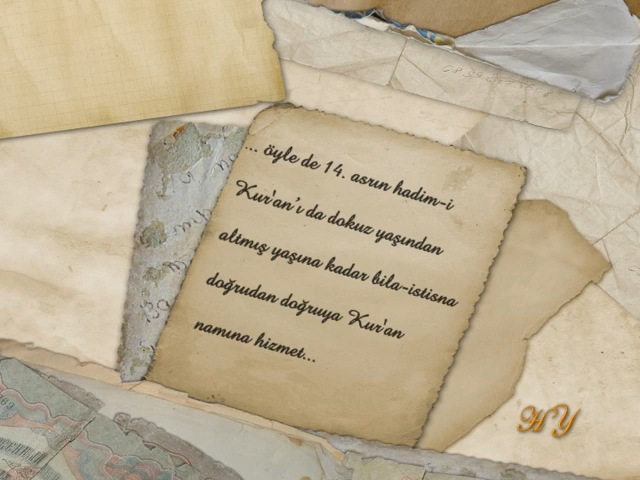 ... öyle de 14. asrın hadim-i
Kur'an'ı da dokuz yaşından
altmış yaşına kadar bila-istisna
doğrudan doğruya Kur'an
namına hizmet...
HY